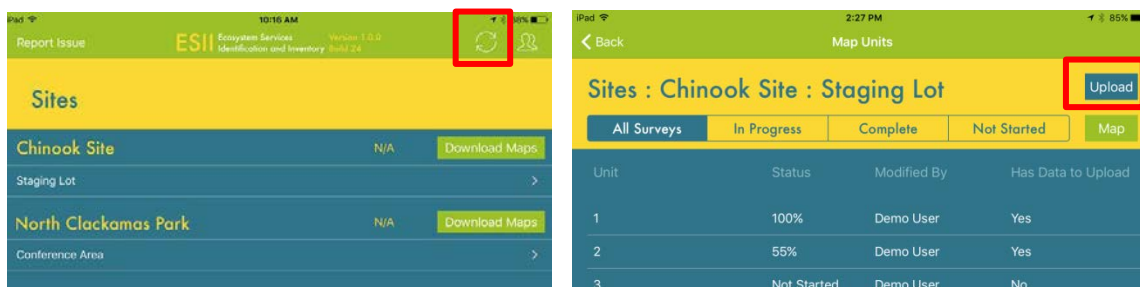 iPad 10:16 AM 98%
Report Issue ESII Ecosystem Services Version 1.0.0
Identification and Inventory Build 24
Sites
Chinook Site N/A Download Maps
Staging Lot >
North Clackamas Park N/A Download Maps
Conference Area >
iPad 2:27 PM 85%
< Back Map Units
Sites : Chinook Site : Staging Lot Upload
All Surveys In Progress Complete Not Started Map
Unit Status Modified By Has Data to Upload
1 100% Demo User Yes
2 55% Demo User Yes
3 Not Started Demo User No